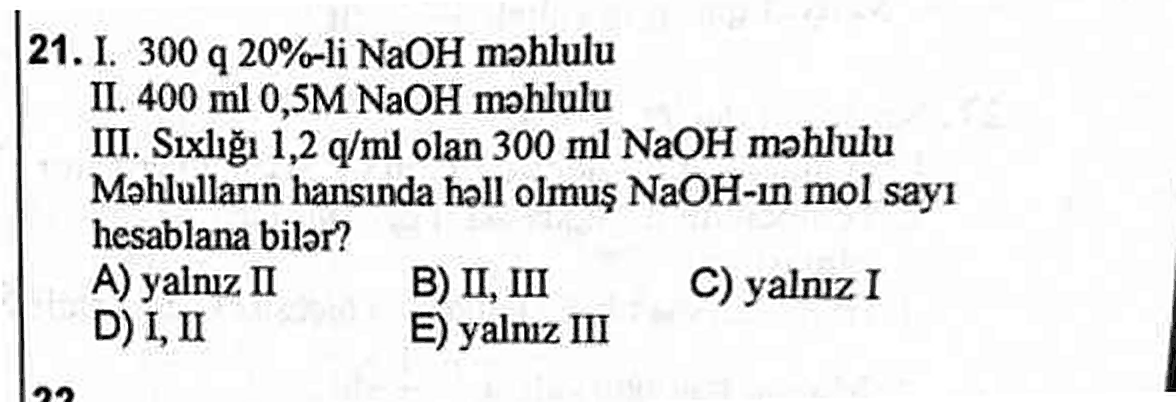 21. I. 300 q 20%-li NaOH məhlulu
II. 400 ml 0,5M NaOH məhlulu
III. Sıxlığı 1,2 q/ml olan 300 ml NaOH məhlulu
Məhlulların hansında həll olmuş NaOH-ın mol sayı
hesablana bilər?
A) yalnız II B) II, III C) yalnız I
D) I, II E) yalnız III
22